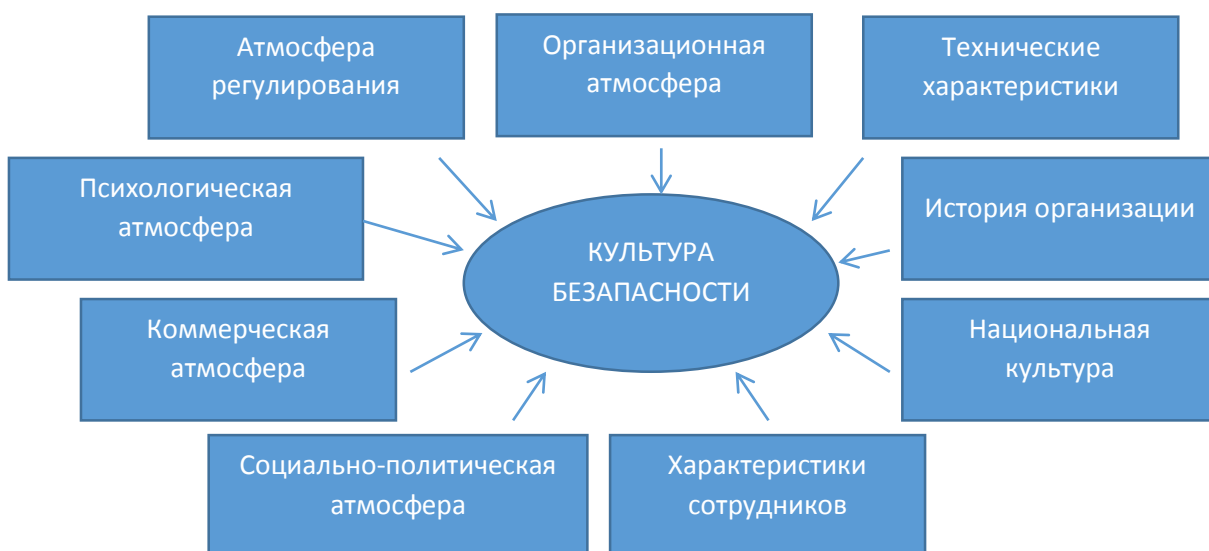 Атмосфера
регулирования
Организационная
атмосфера
Технические
характеристики
Психологическая
атмосфера
История организации
КУЛЬТУРА
БЕЗАПАСНОСТИ
Коммерческая
атмосфера
Национальная
культура
Социально-политическая
атмосфера
Характеристики
сотрудников